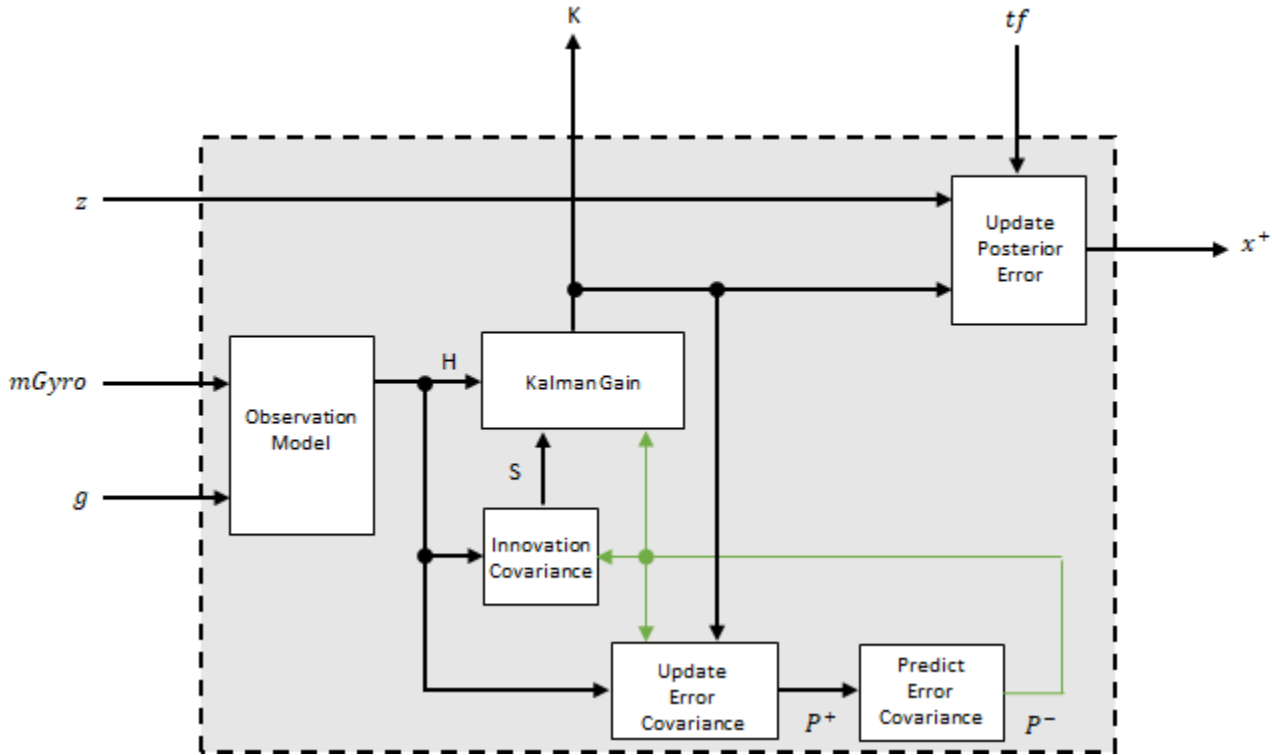 K
tf
z
Update
Posterior
Error
x⁺
mGyro
H
Kalman Gain
Observation
Model
S
g
Innovation
Covariance
Update
Error
Covariance
P⁺
Predict
Error
Covariance
P⁻